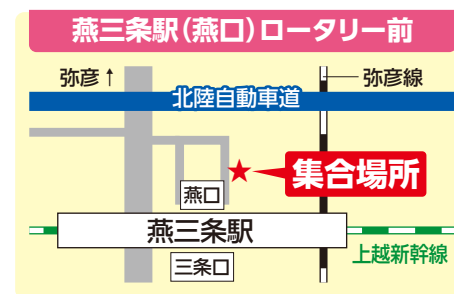 燕三条駅(燕口)ロータリー前
弥彦↑
弥彦線
北陸自動車道
集合場所
燕口
燕三条駅
上越新幹線
三条口